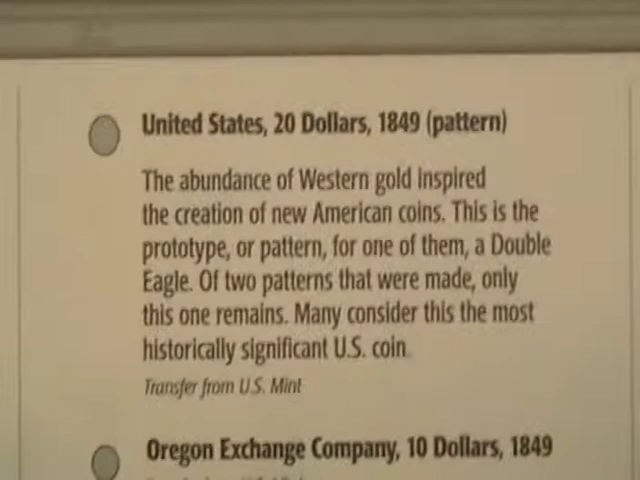 United States, 20 Dollars, 1849 (pattern)
The abundance of Western gold inspired
the creation of new American coins. This is the
prototype, or pattern, for one of them, a Double
Eagle. Of two patterns that were made, only
this one remains. Many consider this the most
historically significant U.S. coin.
Transfer from U.S. Mint
Oregon Exchange Company, 10 Dollars, 1849